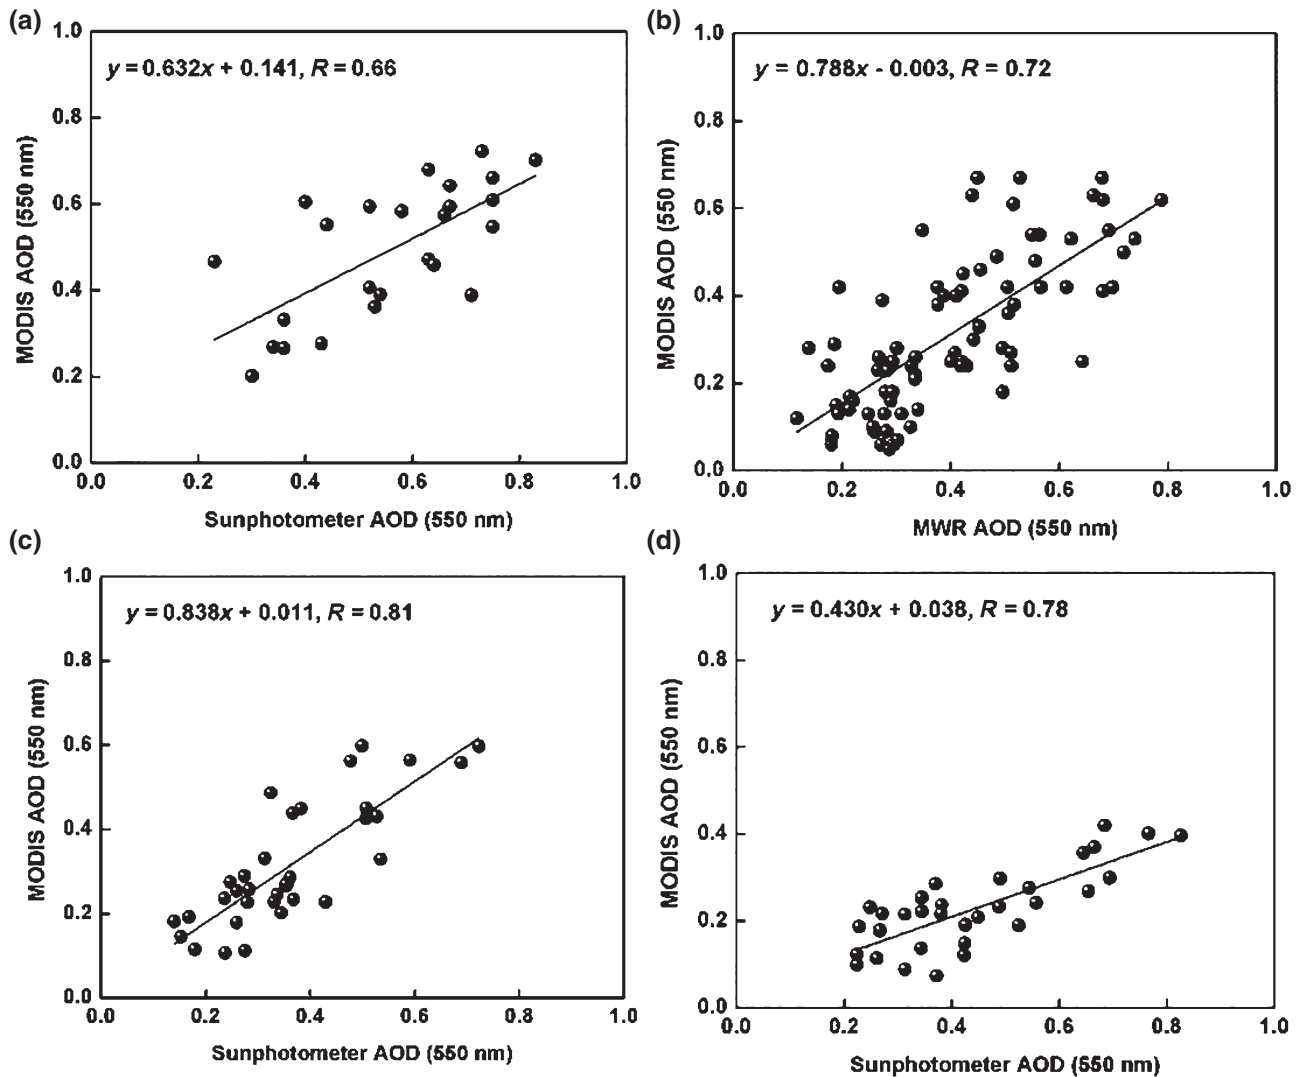 (a)
1.0
y = 0.632x + 0.141, R = 0.66
0.8
0.6
0.4
0.2
0.0
MODIS AOD (550 nm)
0.0 0.2 0.4 0.6 0.8 1.0
Sunphotometer AOD (550 nm)
(b)
1.0
y = 0.788x - 0.003, R = 0.72
0.8
0.6
0.4
0.2
0.0
MODIS AOD (550 nm)
0.0 0.2 0.4 0.6 0.8 1.0
MWR AOD (550 nm)
(c)
1.0
y = 0.838x + 0.011, R = 0.81
0.8
0.6
0.4
0.2
0.0
MODIS AOD (550 nm)
0.0 0.2 0.4 0.6 0.8 1.0
Sunphotometer AOD (550 nm)
(d)
1.0
y = 0.430x + 0.038, R = 0.78
0.8
0.6
0.4
0.2
0.0
MODIS AOD (550 nm)
0.0 0.2 0.4 0.6 0.8 1.0
Sunphotometer AOD (550 nm)